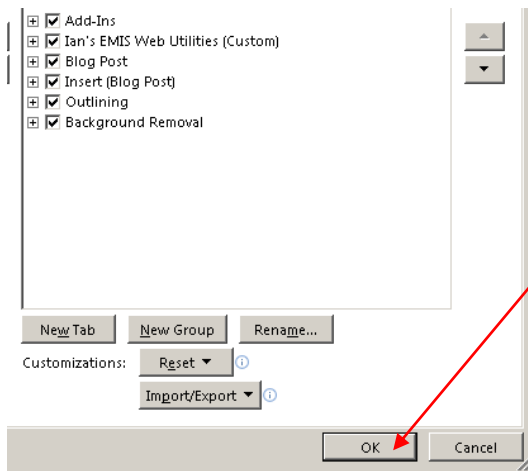 Add-Ins
Ian's EMIS Web Utilities (Custom)
Blog Post
Insert (Blog Post)
Outlining
Background Removal
New Tab New Group Rename...
Customizations: Reset
Import/Export
OK Cancel